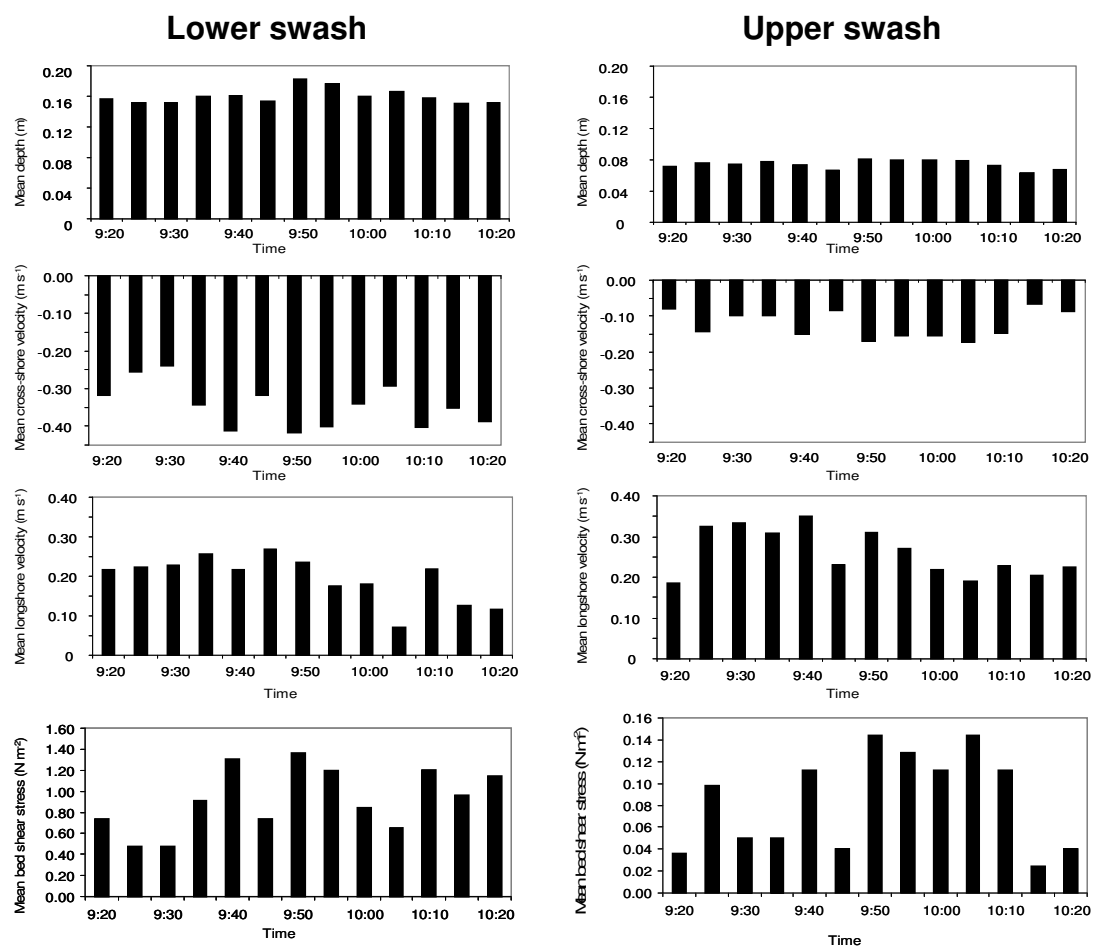 Lower swash
Upper swash
Mean depth (m)
0.20
0.16
0.12
0.08
0.04
0
9:20 9:30 9:40 9:50 10:00 10:10 10:20
Time
Mean depth (m)
0.20
0.16
0.12
0.08
0.04
0
9:20 9:30 9:40 9:50 10:00 10:10 10:20
Time
Mean cross-shore velocity (m s⁻¹)
0.00
-0.10
-0.20
-0.30
-0.40
9:20 9:30 9:40 9:50 10:00 10:10 10:20
Time
Mean cross-shore velocity (m s⁻¹)
0.00
-0.10
-0.20
-0.30
-0.40
9:20 9:30 9:40 9:50 10:00 10:10 10:20
Time
Mean longshore velocity (m s⁻¹)
0.40
0.30
0.20
0.10
0
9:20 9:30 9:40 9:50 10:00 10:10 10:20
Time
Mean longshore velocity (m s⁻¹)
0.40
0.30
0.20
0.10
0
9:20 9:30 9:40 9:50 10:00 10:10 10:20
Time
Mean bed shear stress (N m⁻²)
1.60
1.40
1.20
1.00
0.80
0.60
0.40
0.20
0.00
9:20 9:30 9:40 9:50 10:00 10:10 10:20
Time
Mean bed shear stress (N m⁻²)
0.16
0.14
0.12
0.10
0.08
0.06
0.04
0.02
0.00
9:20 9:30 9:40 9:50 10:00 10:10 10:20
Time